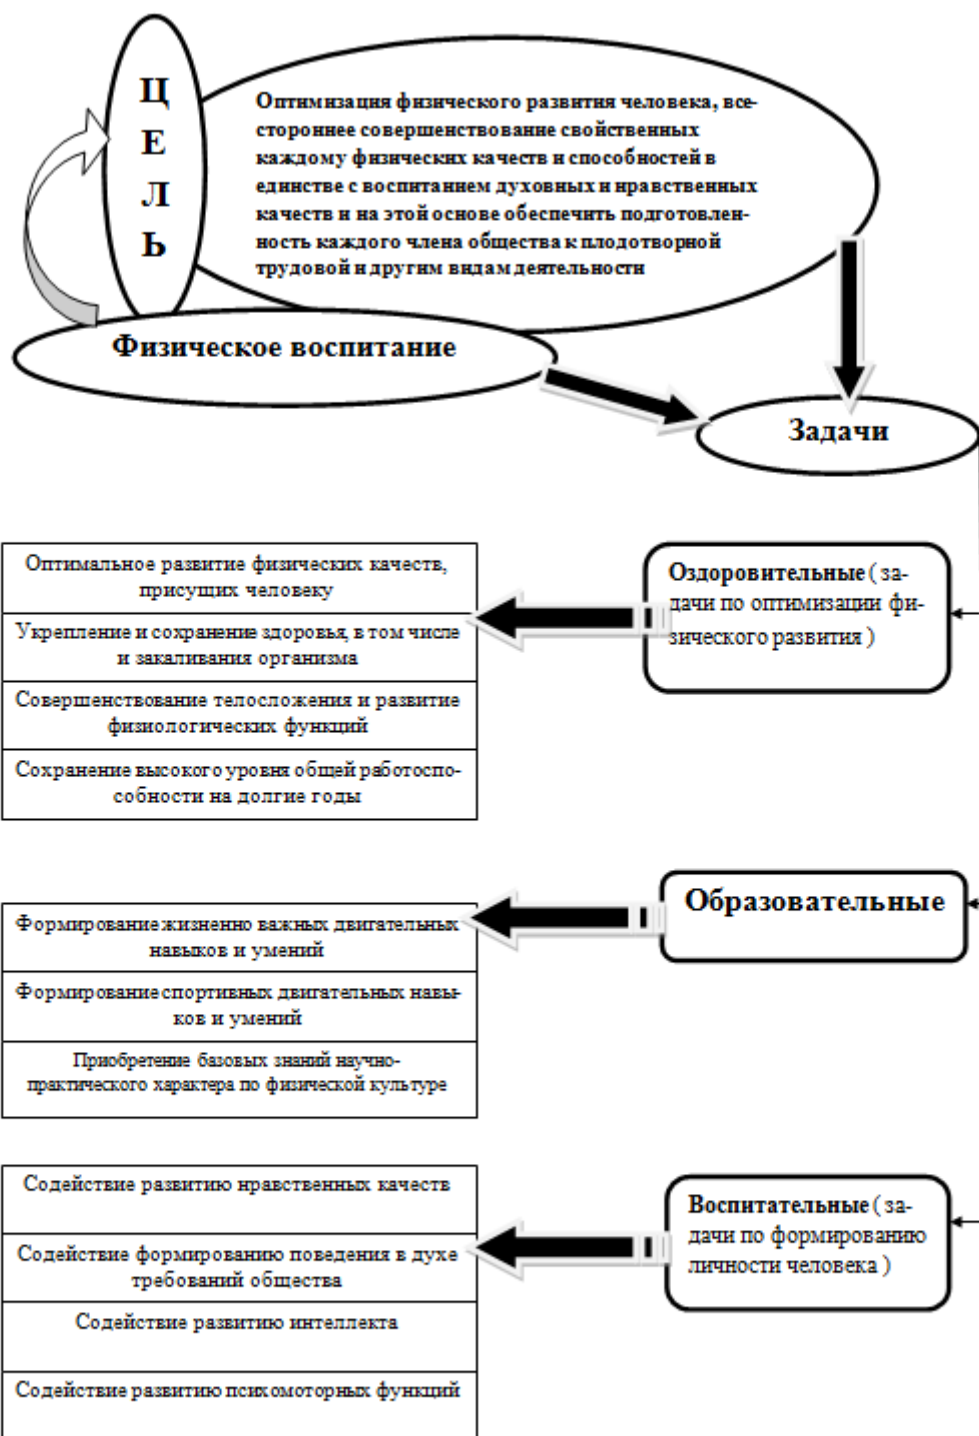 ЦЕЛЬ
Оптимизация физического развития человека, все-
стороннее совершенствование свойственных
каждому физических качеств и способностей в
единстве с воспитанием духовных и нравственных
качеств и на этой основе обеспечить подготовлен-
ность каждого члена общества к плодотворной
трудовой и другим видам деятельности
Физическое воспитание
Задачи
Оздоровительные ( за-
дачи по оптимизации фи-
зического развития )
Оптимальное развитие физических качеств,
присущих человеку
Укрепление и сохранение здоровья, в том числе
и закаливания организма
Совершенствование телосложения и развитие
физиологических функций
Сохранение высокого уровня общей работоспо-
собности на долгие годы
Образовательные
Формирование жизненно важных двигательных
навыков и умений
Формирование спортивных двигательных навы-
ков и умений
Приобретение базовых знаний научно-
практического характера по физической культуре
Воспитательные ( за-
дачи по формированию
личности человека )
Содействие развитию нравственных качеств
Содействие формированию поведения в духе
требований общества
Содействие развитию интеллекта
Содействие развитию психомоторных функций